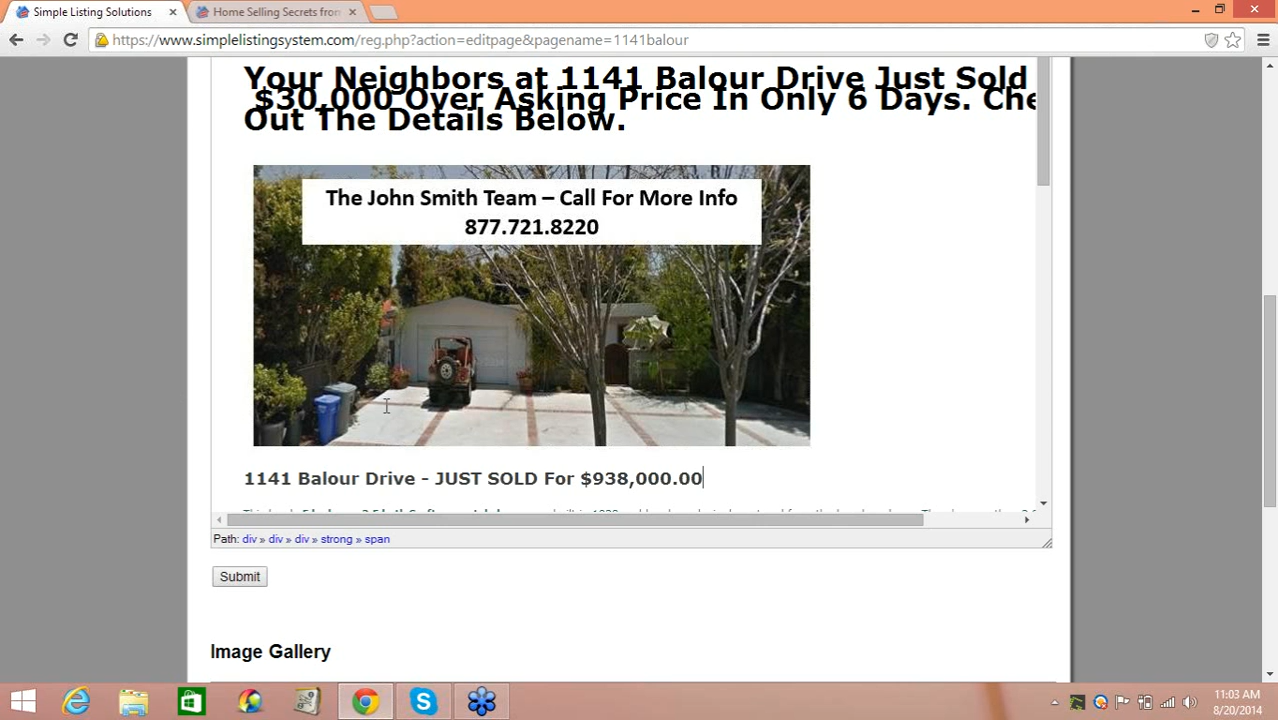 Simple Listing Solutions
Home Selling Secrets from
https://www.simplelistingsystem.com/reg.php?action=editpage&pagename=1141balour
Your Neighbors at 1141 Balour Drive Just Sold
$30,000 Over Asking Price In Only 6 Days. Che
Out The Details Below.
The John Smith Team – Call For More Info
877.721.8220
1141 Balour Drive - JUST SOLD For $938,000.00
Path: div » div » div » strong » span
Submit
Image Gallery
11:03 AM
8/20/2014